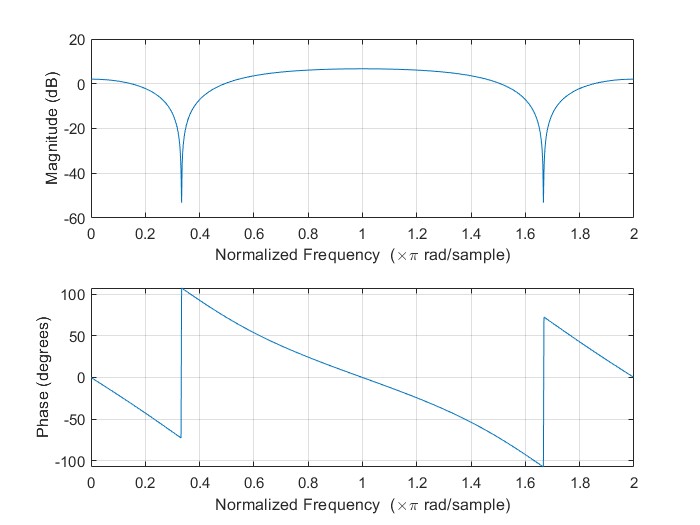 20
0
-20
-40
-60
Magnitude (dB)
0 0.2 0.4 0.6 0.8 1 1.2 1.4 1.6 1.8 2
Normalized Frequency (×π rad/sample)
100
50
0
-50
-100
Phase (degrees)
0 0.2 0.4 0.6 0.8 1 1.2 1.4 1.6 1.8 2
Normalized Frequency (×π rad/sample)